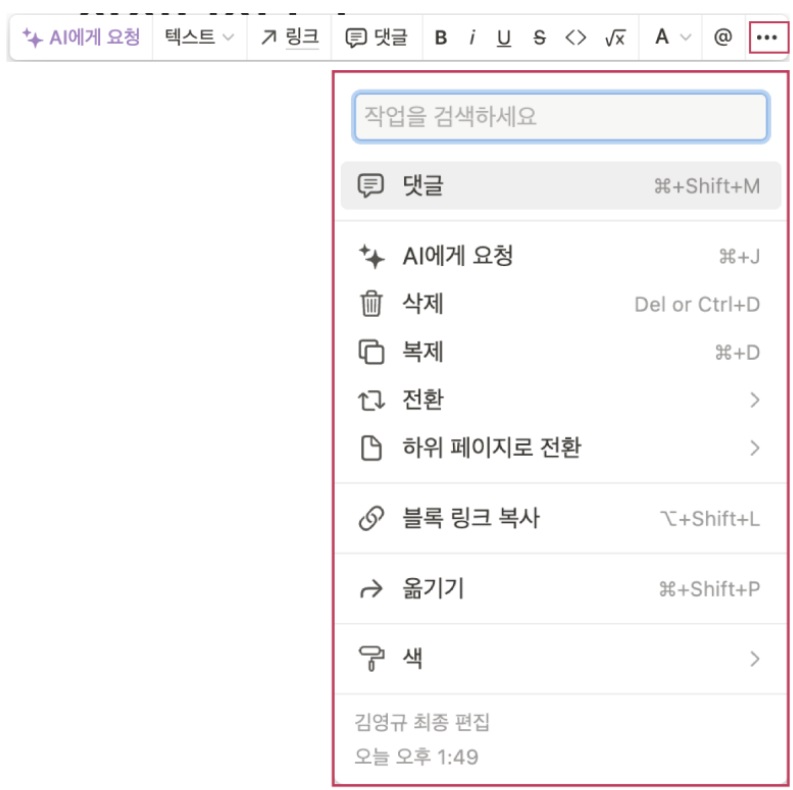 AI에게 요청 텍스트 링크 댓글 B i U S <> √x A @ •••
작업을 검색하세요
댓글 ⌘+Shift+M
AI에게 요청 ⌘+J
삭제 Del or Ctrl+D
복제 ⌘+D
전환
하위 페이지로 전환
블록 링크 복사 ⌥+Shift+L
옮기기 ⌘+Shift+P
색
김영규 최종 편집
오늘 오후 1:49